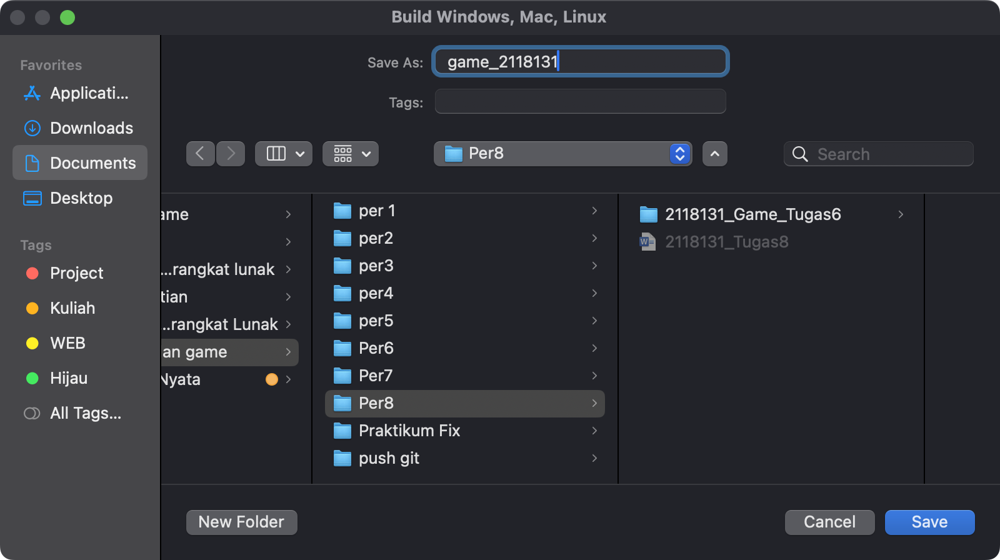 Build Windows, Mac, Linux
Save As: game_2118131
Tags:
Per8
Search
Favorites
Applicati...
Downloads
Documents
Desktop
Tags
Project
Kuliah
WEB
Hijau
All Tags...
ame
...rangkat lunak
tian
...rangkat Lunak
an game
Nyata
per 1
per2
per3
per4
per5
Per6
Per7
Per8
Praktikum Fix
push git
2118131_Game_Tugas6
W 2118131_Tugas8
New Folder
Cancel
Save